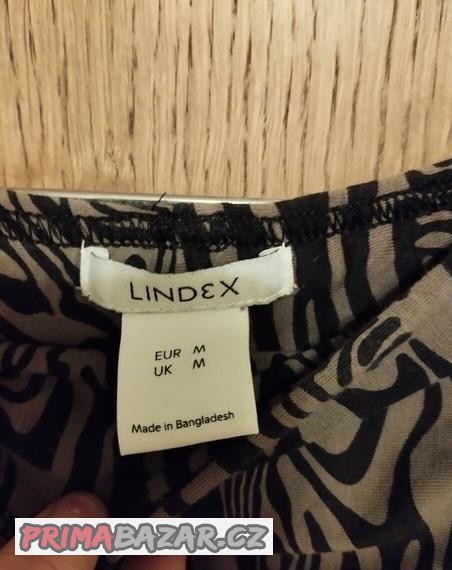 LINDEX
EUR M
UK M
Made in Bangladesh
PRIMABAZAR.CZ